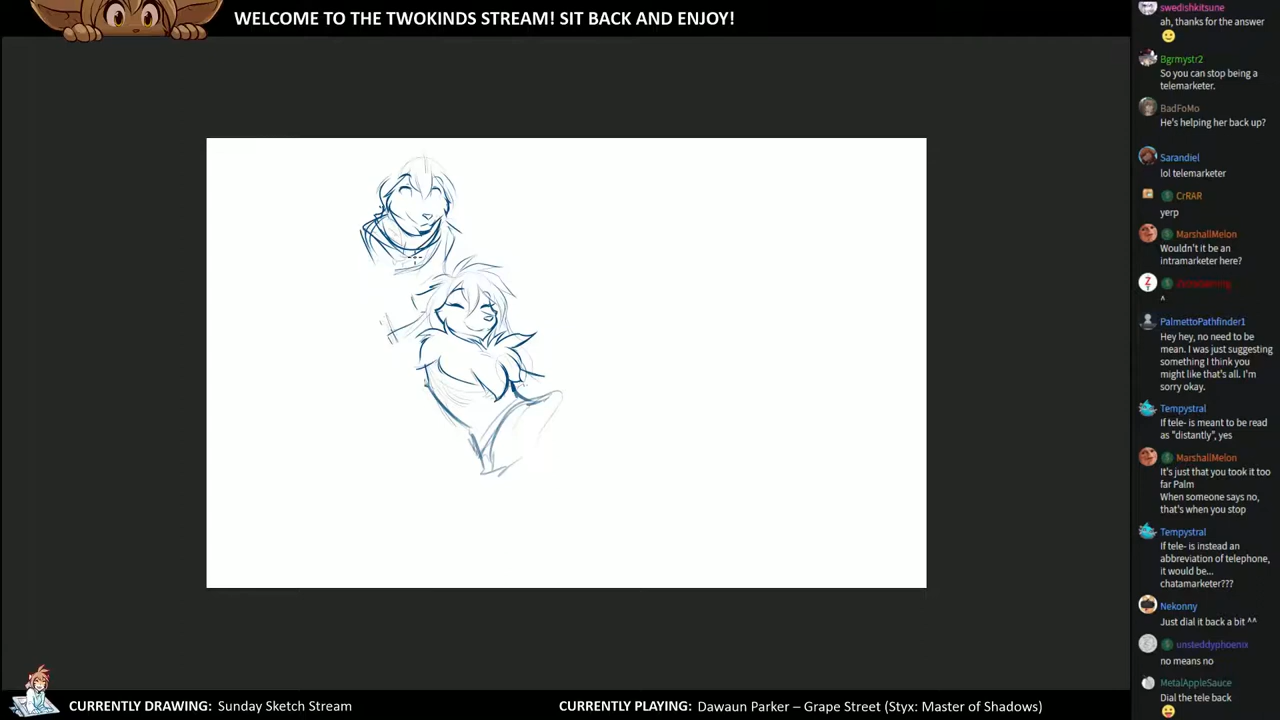 WELCOME TO THE TWOKINDS STREAM! SIT BACK AND ENJOY!
swedishkitsune
ah, thanks for the answer
Bgrmystr2
So you can stop being a
telemarketer.
BadFoMo
He's helping her back up?
Sarandiel
lol telemarketer
CrRAR
yerp
MarshallMelon
Wouldn't it be an
intramarketer here?
^
PalmettoPathfinder1
Hey hey, no need to be
mean. I was just suggesting
something I think you
might like that's all. I'm
sorry okay.
Tempystral
If tele- is meant to be read
as "distantly", yes
MarshallMelon
It's just that you took it too
far Palm
When someone says no,
that's when you stop
Tempystral
If tele- is instead an
abbreviation of telephone,
it would be...
chatamarketer???
Nekonny
Just dial it back a bit ^^
unsteddyphoenix
no means no
MetalAppleSauce
Dial the tele back
CURRENTLY DRAWING: Sunday Sketch Stream
CURRENTLY PLAYING: Dawaun Parker – Grape Street (Styx: Master of Shadows)